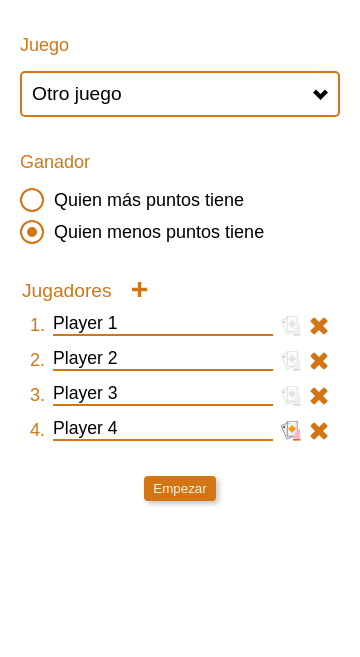 Juego
Otro juego
Ganador
Quien más puntos tiene
Quien menos puntos tiene
Jugadores +
1. Player 1
2. Player 2
3. Player 3
4. Player 4
Empezar